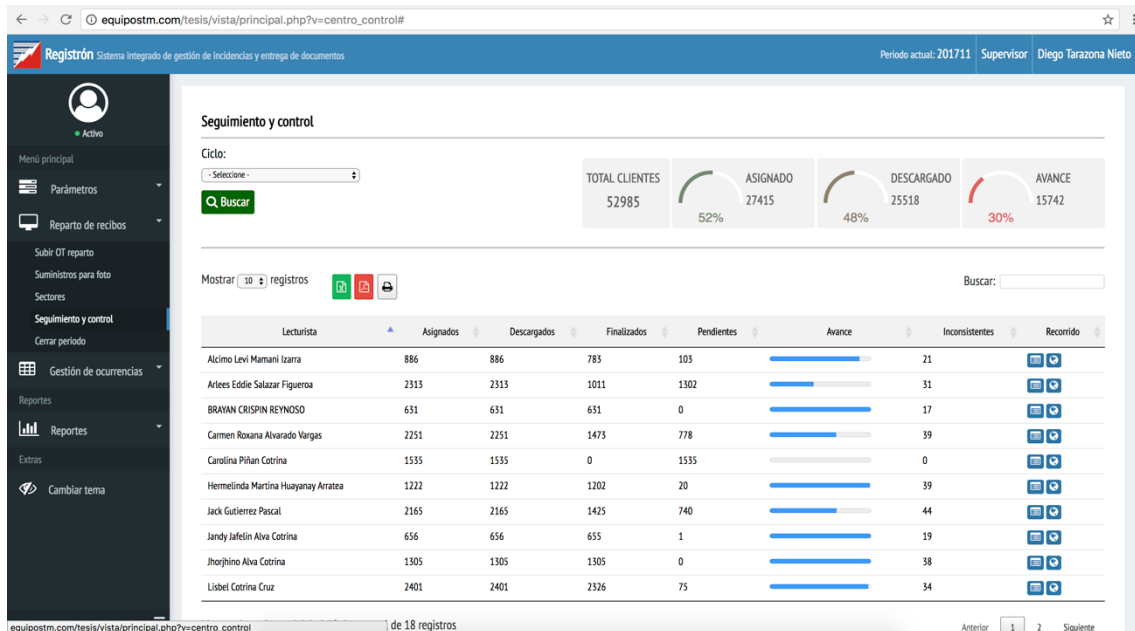 equipostm.com/tesis/vista/principal.php?v=centro_control#
Registrón Sistema integrado de gestión de incidencias y entrega de documentos
Periodo actual: 201711 Supervisor Diego Tarazona Nieto
Activo
Menú principal
Parámetros
Reparto de recibos
Subir OT reparto
Suministros para foto
Sectores
Seguimiento y control
Cerrar periodo
Gestión de ocurrencias
Reportes
Reportes
Extras
Cambiar tema
Seguimiento y control
Ciclo:
- Seleccione -
Buscar
TOTAL CLIENTES
52985
ASIGNADO
27415
52%
DESCARGADO
25518
48%
AVANCE
15742
30%
Mostrar 10 registros
Buscar:
Lecturista Asignados Descargados Finalizados Pendientes Avance Inconsistentes Recorrido
Alcimo Levi Mamani Izarra 886 886 783 103 21
Arlees Eddie Salazar Figueroa 2313 2313 1011 1302 31
BRAYAN CRISPIN REYNOSO 631 631 631 0 17
Carmen Roxana Alvarado Vargas 2251 2251 1473 778 39
Carolina Piñan Cotrina 1535 1535 0 1535 0
Hermelinda Martina Huayanay Arratea 1222 1222 1202 20 39
Jack Gutierrez Pascal 2165 2165 1425 740 44
Jandy Jafelin Alva Cotrina 656 656 655 1 19
Jhorjhino Alva Cotrina 1305 1305 1305 0 38
Lisbel Cotrina Cruz 2401 2401 2326 75 34
de 18 registros
Anterior 1 2 Siguiente
equipostm.com/tesis/vista/principal.php?v=centro_control